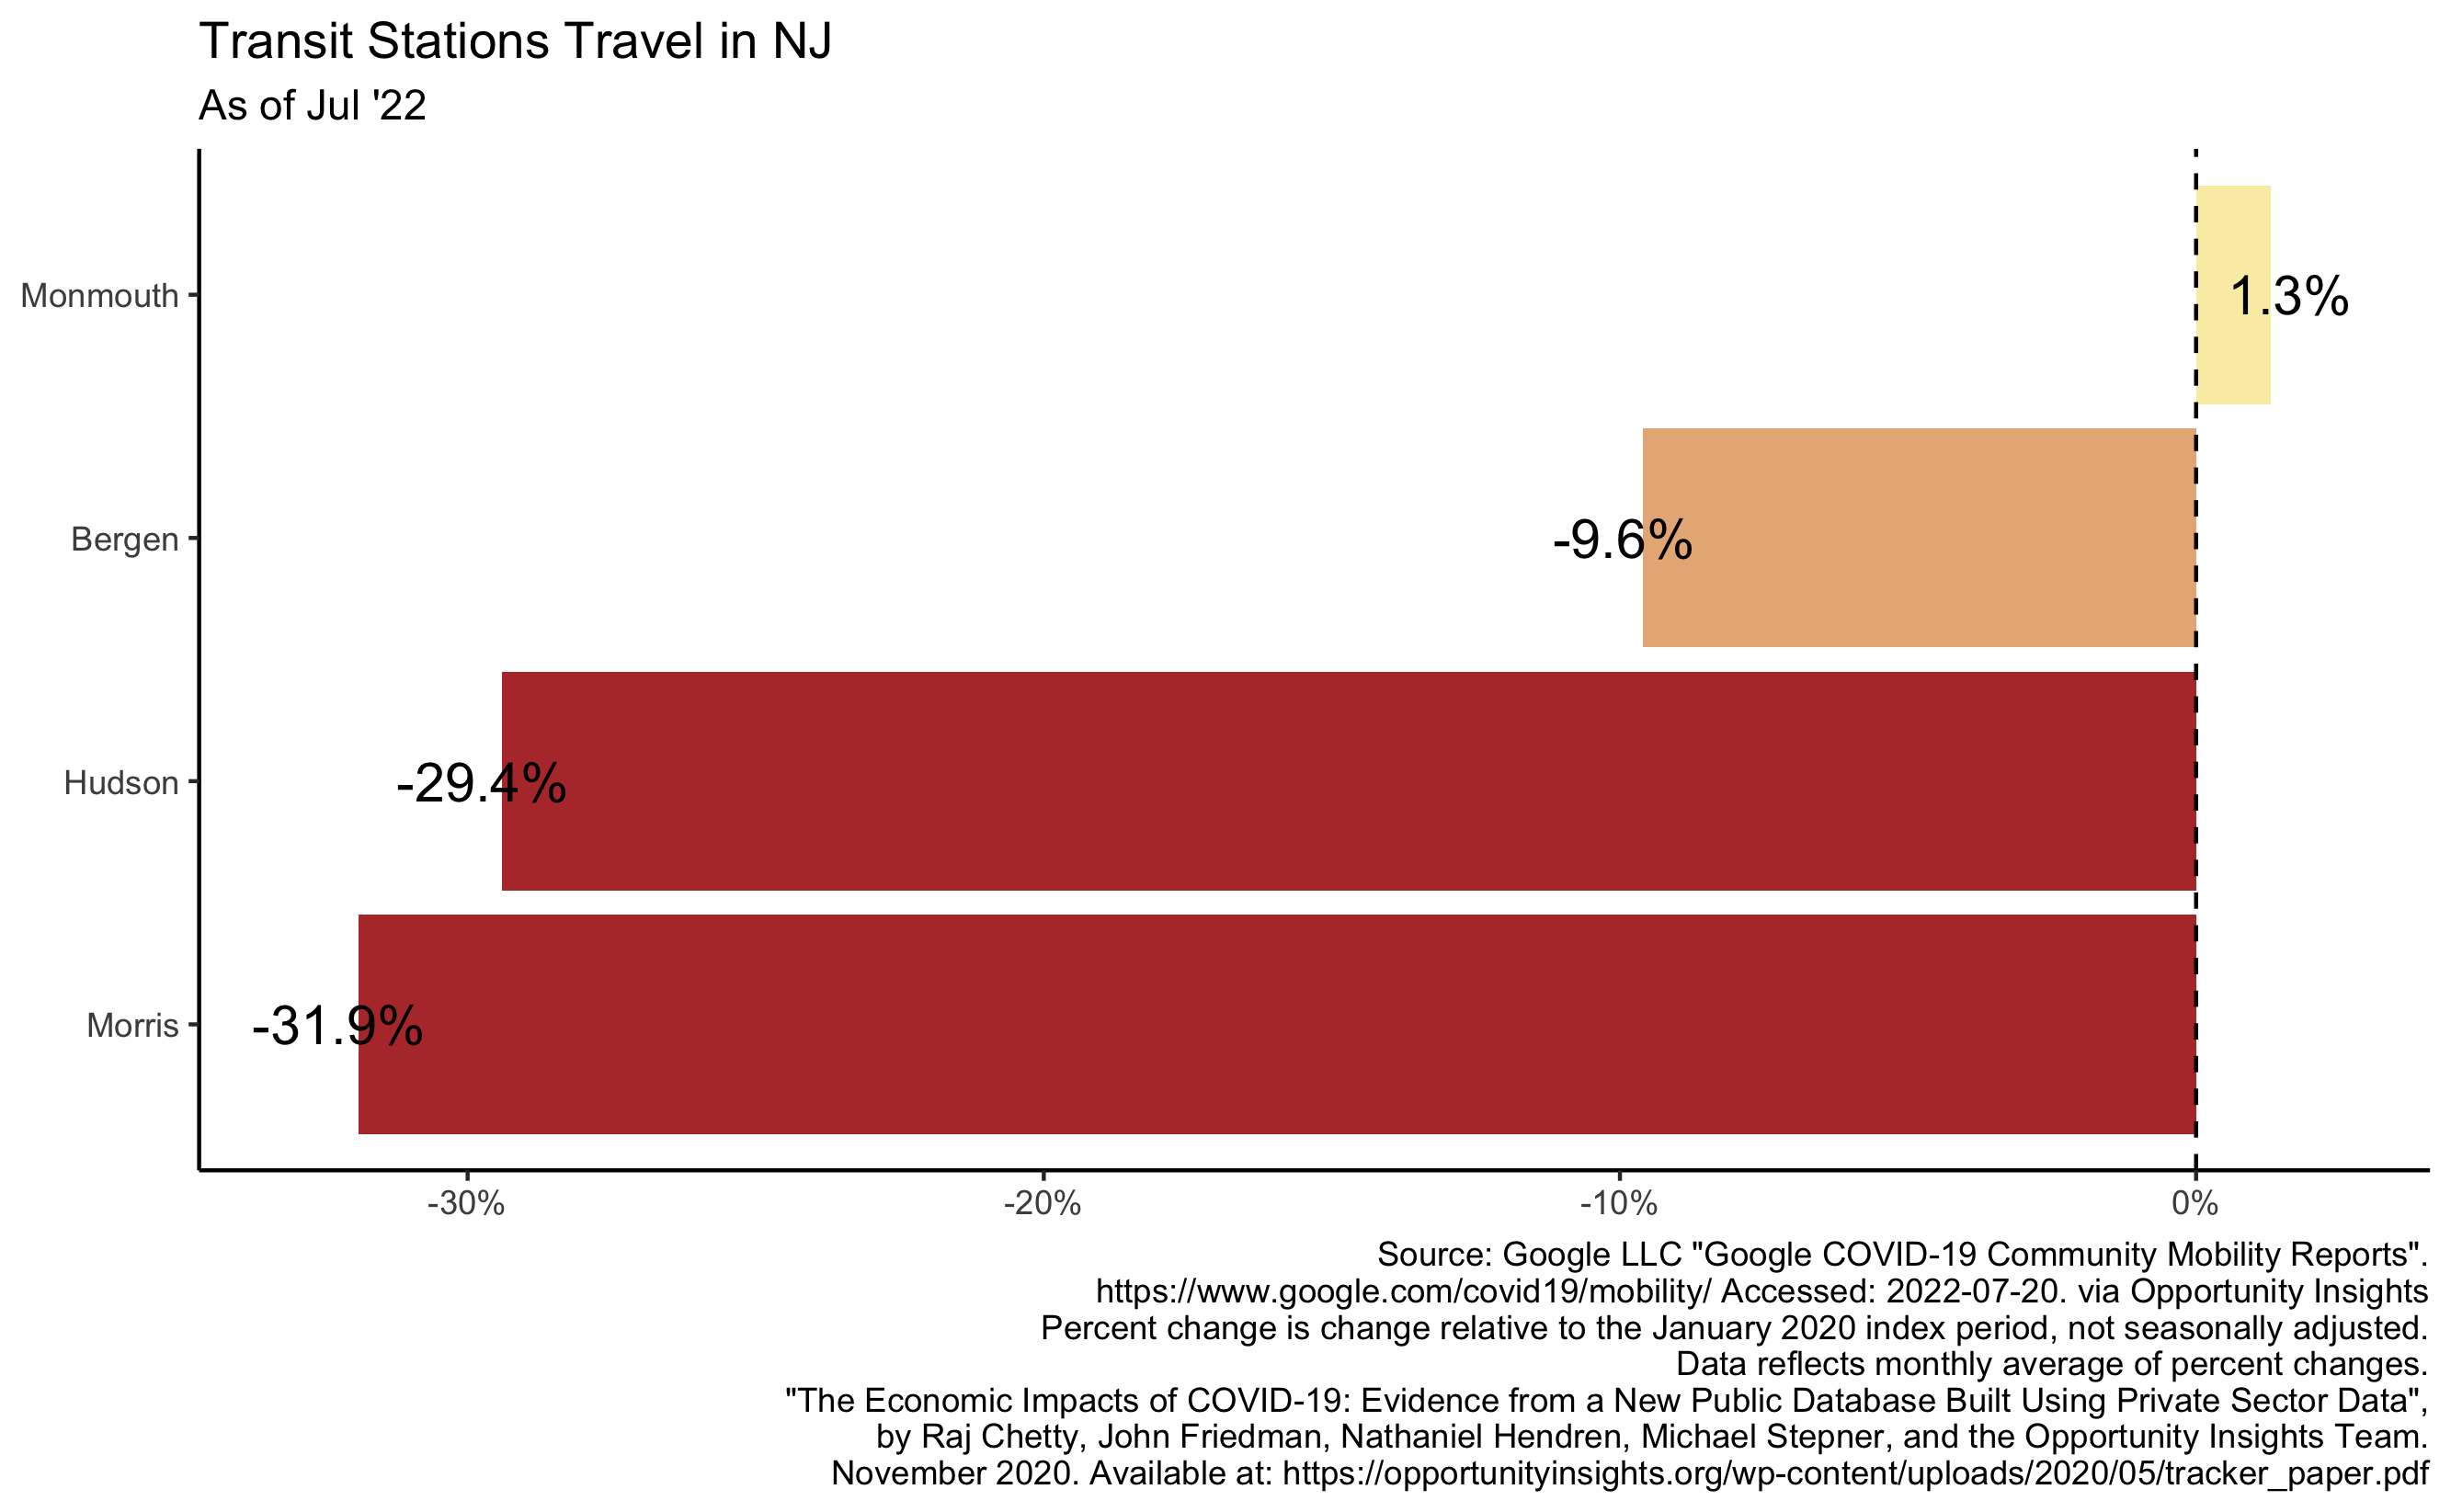 Transit Stations Travel in NJ
As of Jul '22
Monmouth
1.3%
Bergen
-9.6%
Hudson
-29.4%
Morris
-31.9%
-30%
-20%
-10%
0%
Source: Google LLC "Google COVID-19 Community Mobility Reports".
https://www.google.com/covid19/mobility/ Accessed: 2022-07-20. via Opportunity Insights
Percent change is change relative to the January 2020 index period, not seasonally adjusted.
Data reflects monthly average of percent changes.
"The Economic Impacts of COVID-19: Evidence from a New Public Database Built Using Private Sector Data",
by Raj Chetty, John Friedman, Nathaniel Hendren, Michael Stepner, and the Opportunity Insights Team.
November 2020. Available at: https://opportunityinsights.org/wp-content/uploads/2020/05/tracker_paper.pdf